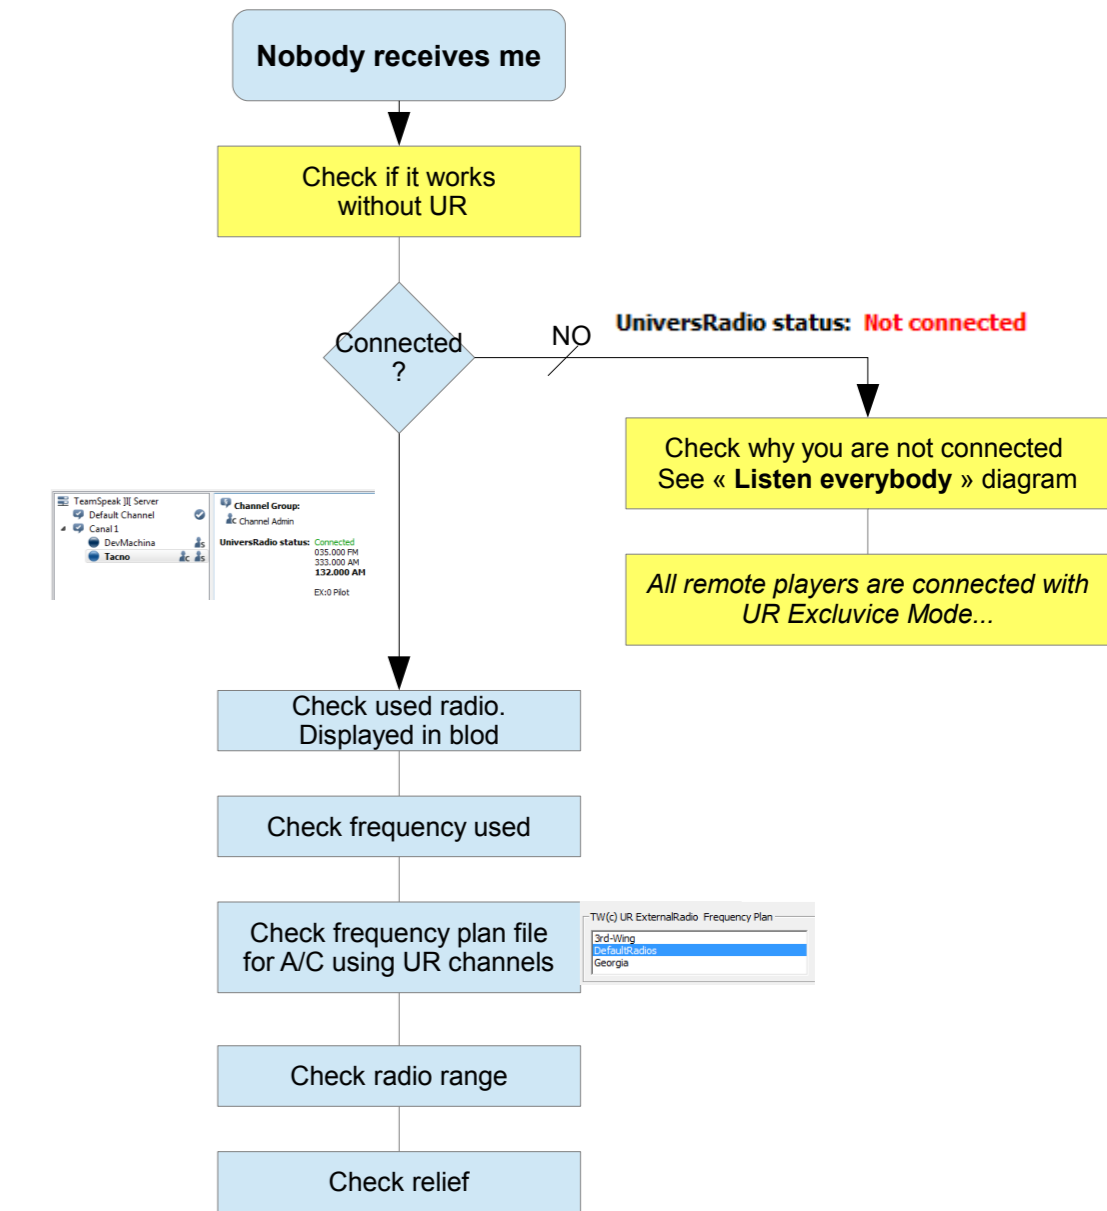 Nobody receives me
Check if it works
without UR
Connected
?
NO
UniversRadio status: Not connected
Check why you are not connected
See « Listen everybody » diagram
All remote players are connected with
UR Excluvice Mode...
TeamSpeak ]I[ Server
Default Channel
Canal 1
DevMachina
Tacno
Channel Group:
Channel Admin
UniversRadio status: Connected
035.000 FM
333.000 AM
132.000 AM
EX:0 Pilot
Check used radio.
Displayed in blod
Check frequency used
Check frequency plan file
for A/C using UR channels
TW(c) UR ExternalRadio Frequency Plan
3rd-Wing
DefaultRadios
Georgia
Check radio range
Check relief